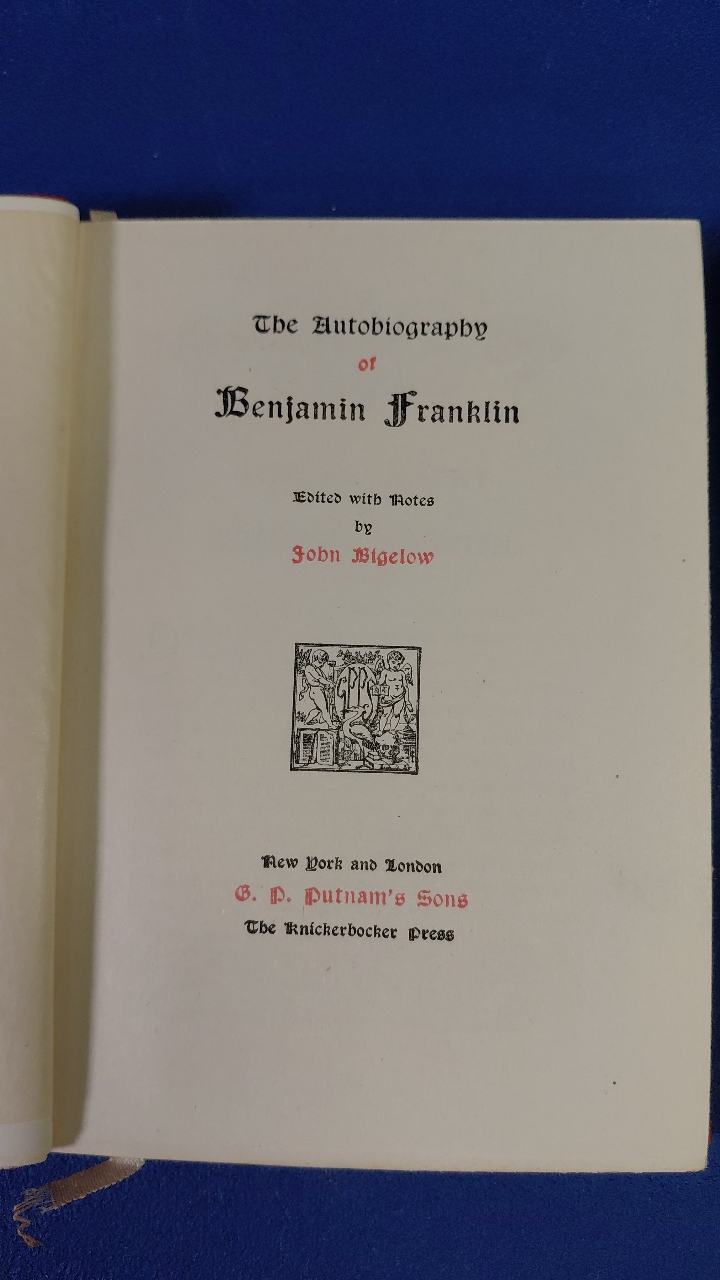 The Autobiography
of
Benjamin Franklin
Edited with Notes
by
John Bigelow
GPP
New York and London
G. P. Putnam's Sons
The Knickerbocker Press